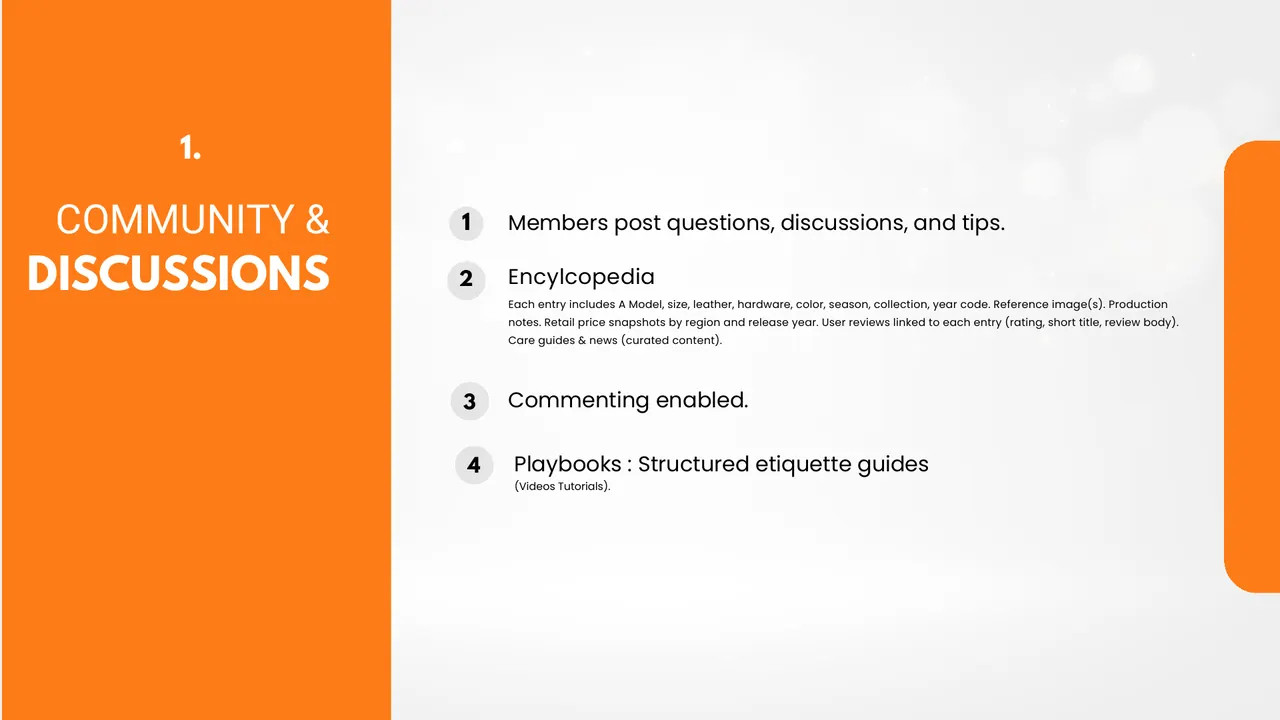 1.
COMMUNITY &
DISCUSSIONS
1 Members post questions, discussions, and tips.
2 Encylcopedia
Each entry includes A Model, size, leather, hardware, color, season, collection, year code. Reference image(s). Production
notes. Retail price snapshots by region and release year. User reviews linked to each entry (rating, short title, review body).
Care guides & news (curated content).
3 Commenting enabled.
4 Playbooks : Structured etiquette guides
(Videos Tutorials).